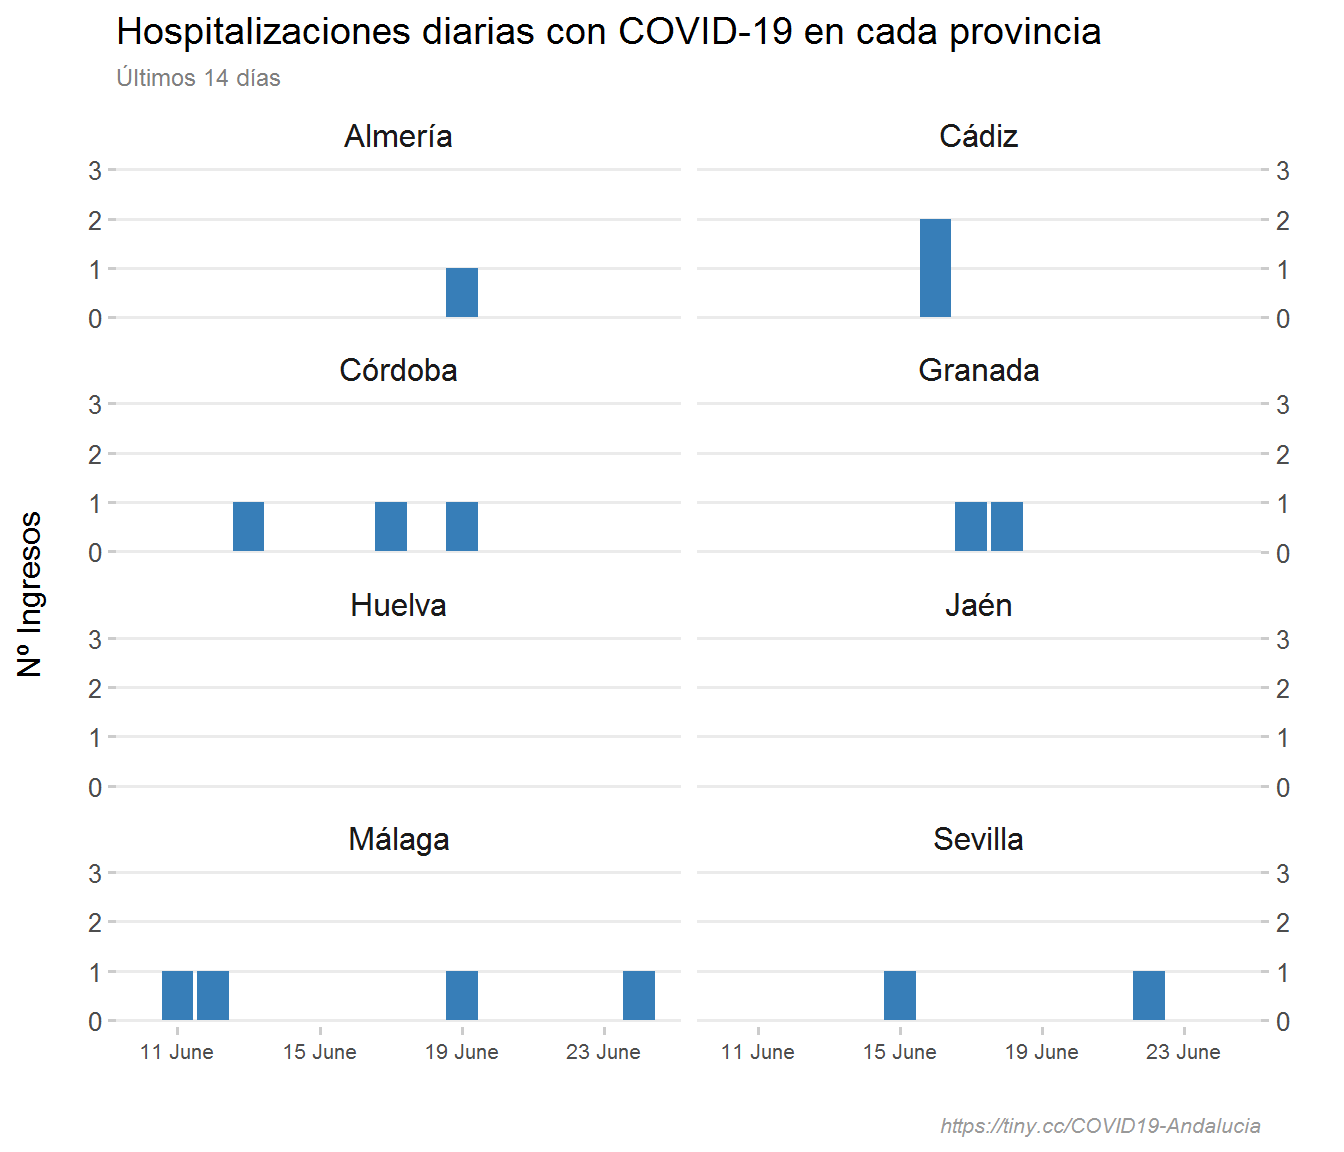 Hospitalizaciones diarias con COVID-19 en cada provincia
Últimos 14 días
Almería
Cádiz
3
2
1
0
3
2
1
0
Córdoba
Granada
3
2
1
0
3
2
1
0
Nº Ingresos
Huelva
Jaén
3
2
1
0
3
2
1
0
Málaga
Sevilla
3
2
1
0
3
2
1
0
11 June 15 June 19 June 23 June
11 June 15 June 19 June 23 June
https://tiny.cc/COVID19-Andalucia